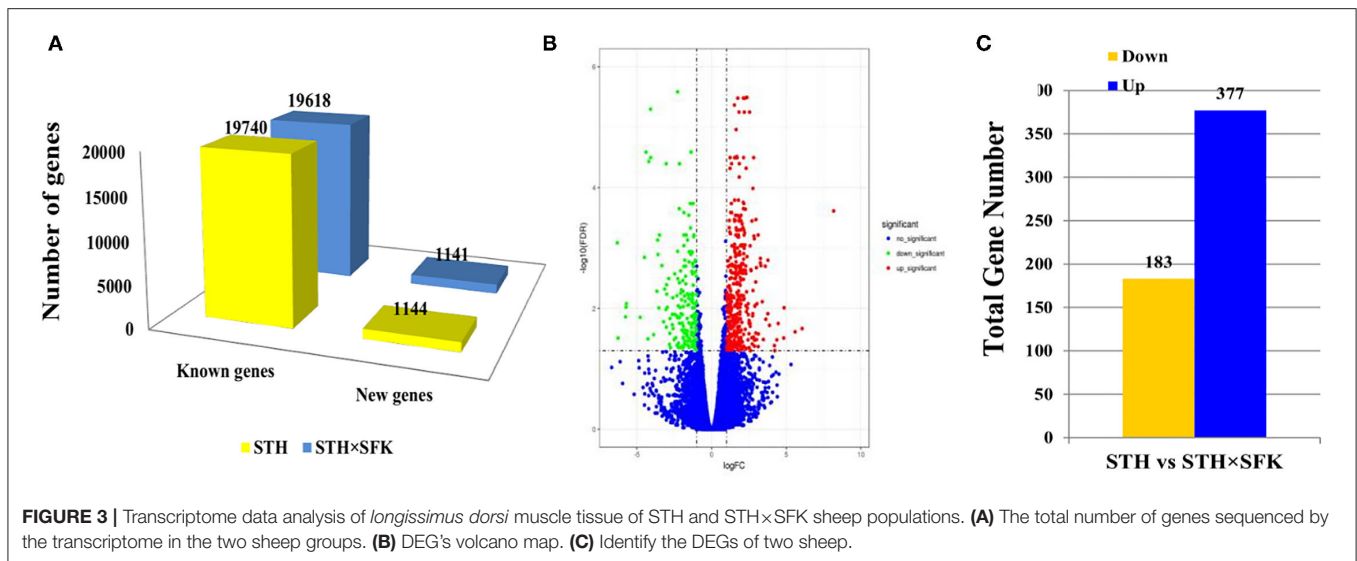 A
Number of genes
20000
15000
10000
5000
0
19740
19618
1144
1141
Known genes
New genes
STH STH×SFK
B
-log10(FDR)
6
4
2
0
-5 0 5 10
logFC
significant
no_significant
down_significant
up_significant
C
Down
Up
Total Gene Number
350
300
250
200
150
100
50
0
183
377
STH vs STH×SFK
FIGURE 3 | Transcriptome data analysis of longissimus dorsi muscle tissue of STH and STH×SFK sheep populations. (A) The total number of genes sequenced by
the transcriptome in the two sheep groups. (B) DEG's volcano map. (C) Identify the DEGs of two sheep.